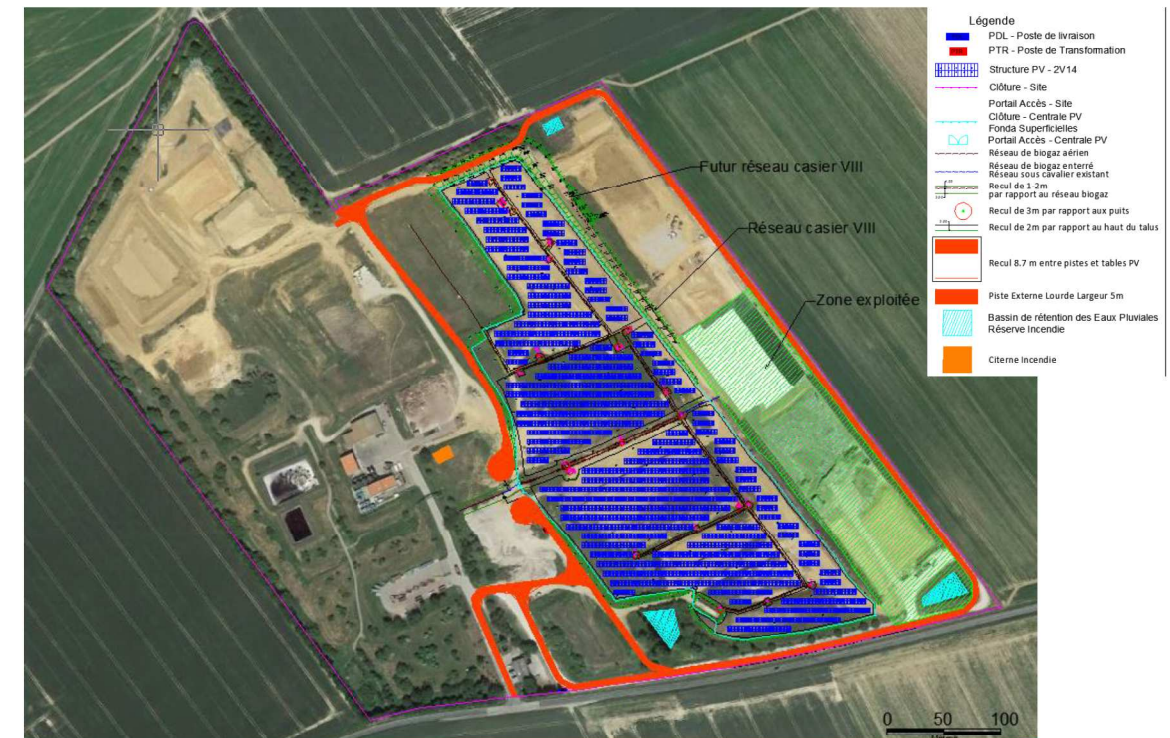 Légende
PDL - Poste de livraison
PTR - Poste de Transformation
Structure PV - 2V14
Clôture - Site
Portail Accès - Site
Clôture - Centrale PV
Fonda Superficielles
Portail Accès - Centrale PV
Réseau de biogaz aérien
Réseau de biogaz enterré
Réseau sous cavalier existant
Recul de 1-2m
par rapport au réseau biogaz
Recul de 3m par rapport aux puits
Recul de 2m par rapport au haut du talus
Recul 8.7 m entre pistes et tables PV
Piste Externe Lourde Largeur 5m
Bassin de rétention des Eaux Pluviales
Réserve Incendie
Citerne Incendie
Futur réseau casier VIII
Réseau casier VIII
Zone exploitée
0 50 100